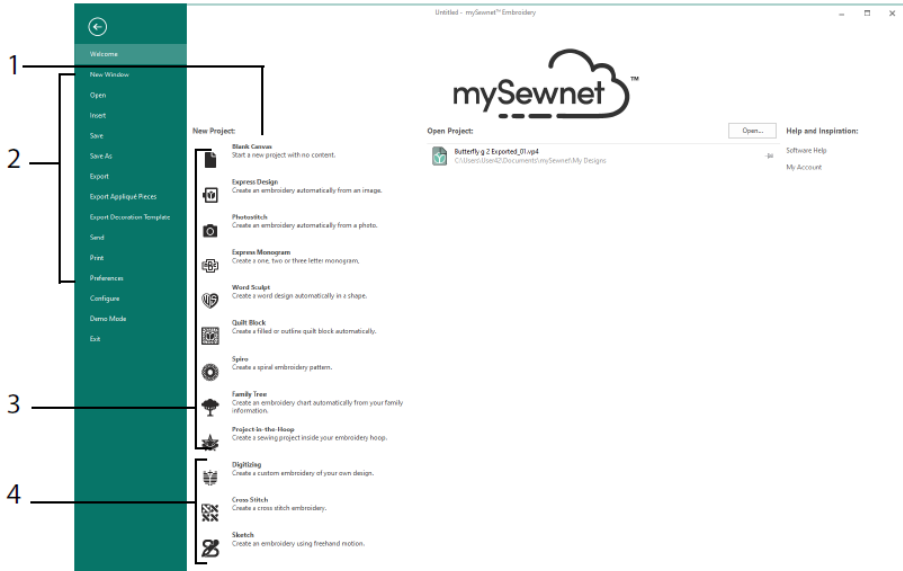 Untitled - mySewnet™ Embroidery
Welcome
New Window
Open
Insert
Save
Save As
Export
Export Appliqué Pieces
Export Decoration Template
Send
Print
Preferences
Configure
Demo Mode
Exit
1
2
3
4
mySewnet™
New Project:
Blank Canvas
Start a new project with no content.
Express Design
Create an embroidery automatically from an image.
Photostitch
Create an embroidery automatically from a photo.
Express Monogram
Create a one, two or three letter monogram,
Word Sculpt
Create a word design automatically in a shape.
Quilt Block
Create a filled or outline quilt block automatically.
Spiro
Create a spiral embroidery pattern.
Family Tree
Create an embroidery chart automatically from your family
information.
Project-in-the-Hoop
Create a sewing project inside your embroidery hoop.
Digitizing
Create a custom embroidery of your own design.
Cross Stitch
Create a cross stitch embroidery.
Sketch
Create an embroidery using freehand motion.
Open Project:
Open...
Butterfly g 2 Exported_01.vp4
C:\Users\User42\Documents\mySewnet\My Designs
Help and Inspiration:
Software Help
My Account